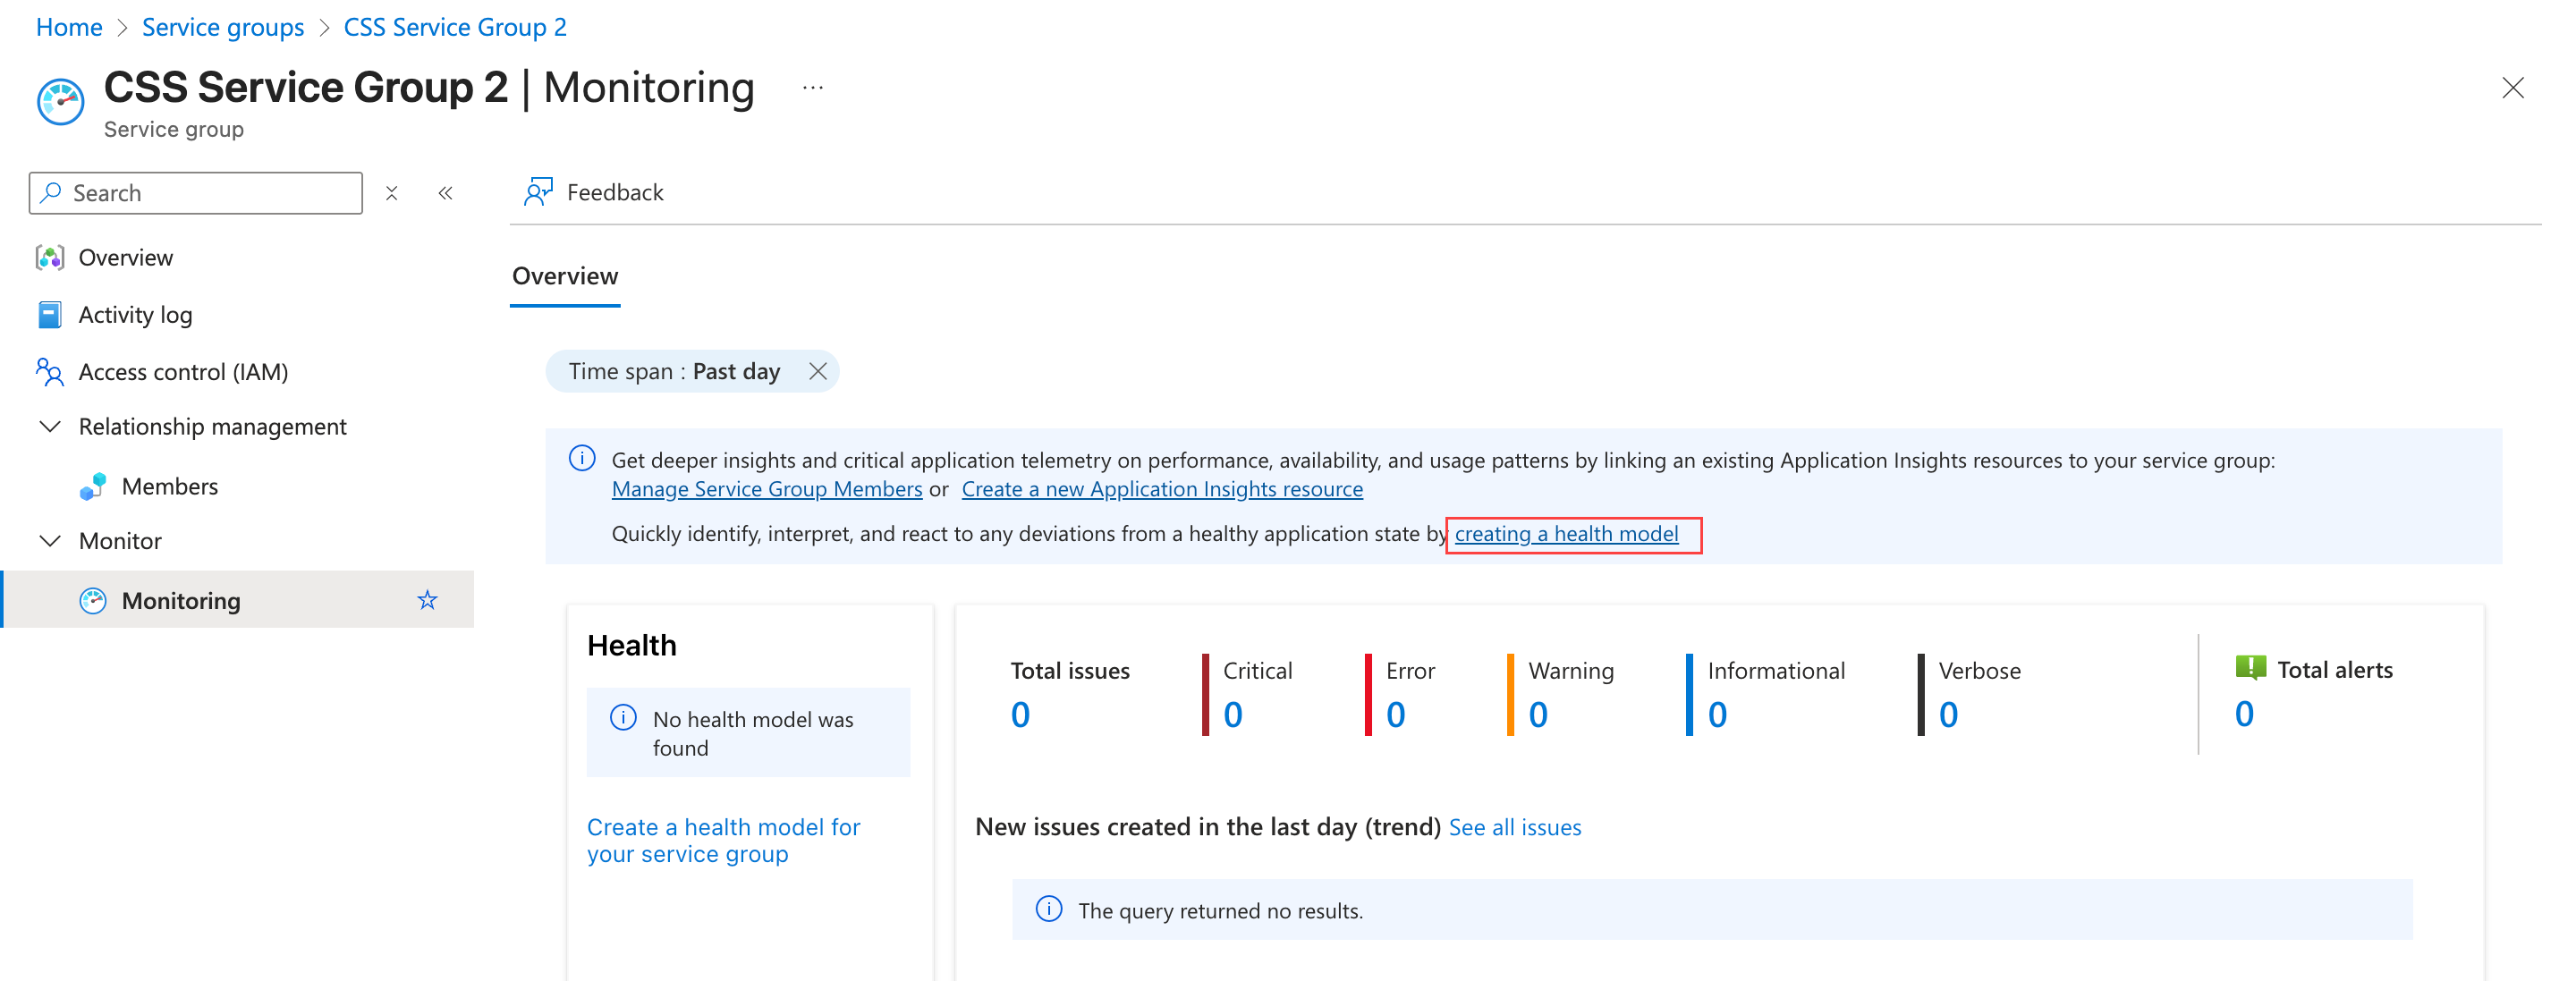 Home > Service groups > CSS Service Group 2
CSS Service Group 2 | Monitoring ...
Service group
Search
Feedback
Overview
Activity log
Access control (IAM)
Relationship management
Members
Monitor
Monitoring
Overview
Time span : Past day
Get deeper insights and critical application telemetry on performance, availability, and usage patterns by linking an existing Application Insights resources to your service group:
Manage Service Group Members or Create a new Application Insights resource
Quickly identify, interpret, and react to any deviations from a healthy application state by creating a health model
Health
No health model was
found
Create a health model for
your service group
Total issues Critical Error Warning Informational Verbose Total alerts
0 0 0 0 0 0 0
New issues created in the last day (trend) See all issues
The query returned no results.